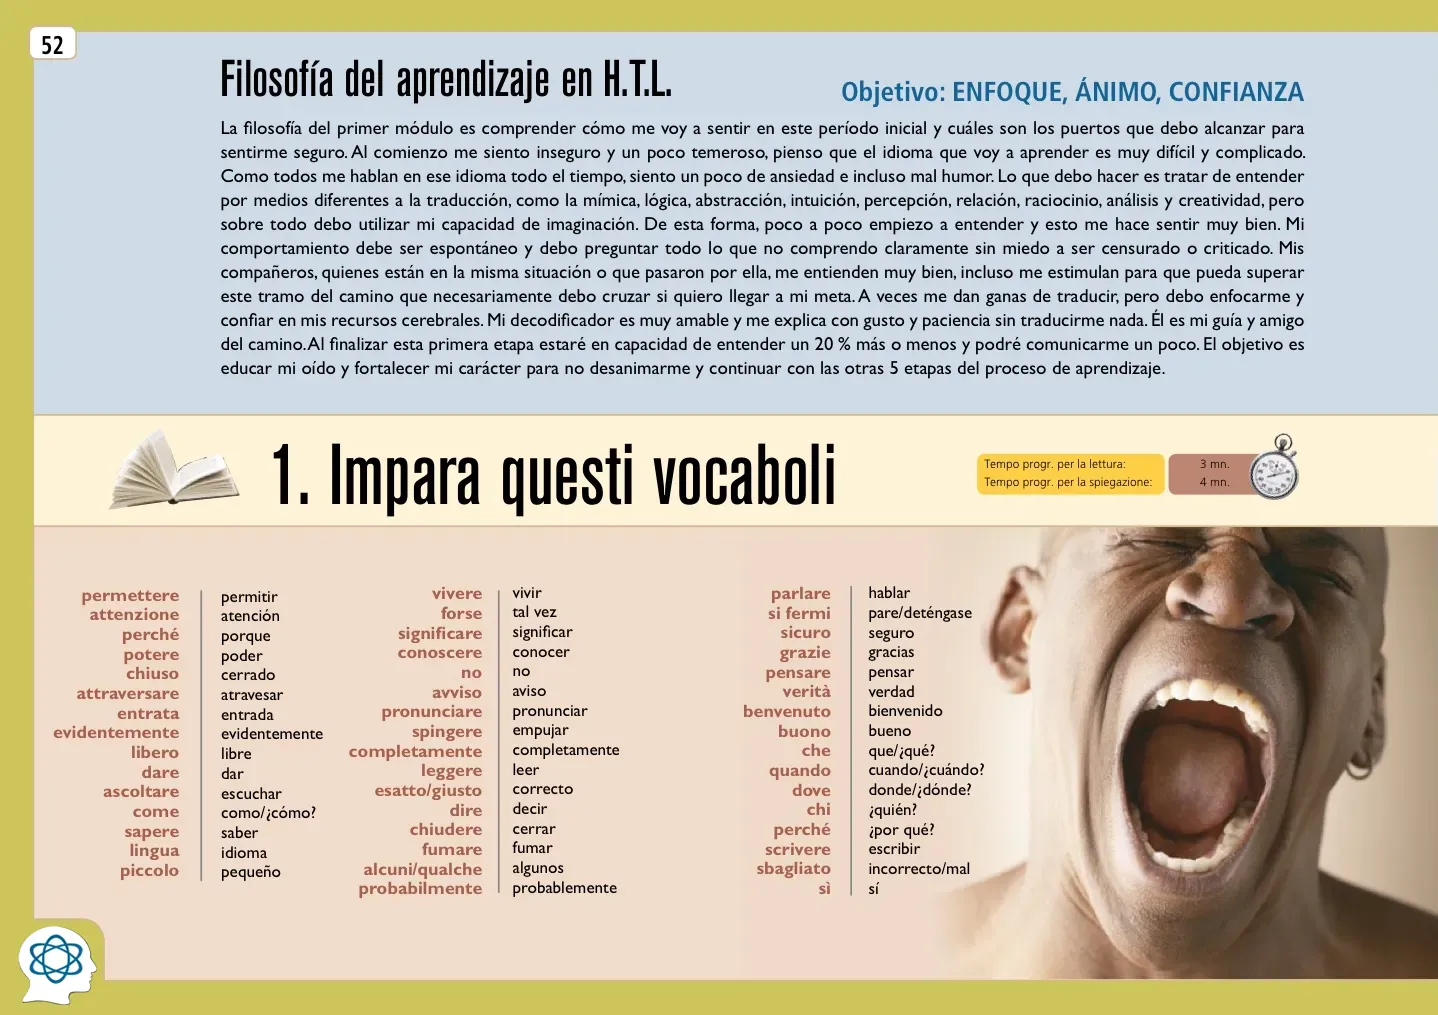 52
Filosofía del aprendizaje en H.T.L.
Objetivo: ENFOQUE, ÁNIMO, CONFIANZA
La filosofía del primer módulo es comprender cómo me voy a sentir en este período inicial y cuáles son los puertos que debo alcanzar para
sentirme seguro. Al comienzo me siento inseguro y un poco temeroso, pienso que el idioma que voy a aprender es muy difícil y complicado.
Como todos me hablan en ese idioma todo el tiempo, siento un poco de ansiedad e incluso mal humor. Lo que debo hacer es tratar de entender
por medios diferentes a la traducción, como la mímica, lógica, abstracción, intuición, percepción, relación, raciocinio, análisis y creatividad, pero
sobre todo debo utilizar mi capacidad de imaginación. De esta forma, poco a poco empiezo a entender y esto me hace sentir muy bien. Mi
comportamiento debe ser espontáneo y debo preguntar todo lo que no comprendo claramente sin miedo a ser censurado o criticado. Mis
compañeros, quienes están en la misma situación o que pasaron por ella, me entienden muy bien, incluso me estimulan para que pueda superar
este tramo del camino que necesariamente debo cruzar si quiero llegar a mi meta. A veces me dan ganas de traducir, pero debo enfocarme y
confiar en mis recursos cerebrales. Mi decodificador es muy amable y me explica con gusto y paciencia sin traducirme nada. Él es mi guía y amigo
del camino. Al finalizar esta primera etapa estaré en capacidad de entender un 20 % más o menos y podré comunicarme un poco. El objetivo es
educar mi oído y fortalecer mi carácter para no desanimarme y continuar con las otras 5 etapas del proceso de aprendizaje.
1. Impara questi vocaboli
Tempo progr. per la lettura: 3 mn.
Tempo progr. per la spiegazione: 4 mn.
permettere permitir
attenzione atención
perché porque
potere poder
chiuso cerrado
attraversare atravesar
entrata entrada
evidentemente evidentemente
libero libre
dare dar
ascoltare escuchar
come como/¿cómo?
sapere saber
lingua idioma
piccolo pequeño
vivere vivir
forse tal vez
significare significar
conoscere conocer
no no
avviso aviso
pronunciare pronunciar
spingere empujar
completamente completamente
leggere leer
esatto/giusto correcto
dire decir
chiudere cerrar
fumare fumar
alcuni/qualche algunos
probabilmente probablemente
parlare hablar
si fermi pare/deténgase
sicuro seguro
grazie gracias
pensare pensar
verità verdad
benvenuto bienvenido
buono bueno
che que/¿qué?
quando cuando/¿cuándo?
dove donde/¿dónde?
chi ¿quién?
perché ¿por qué?
scrivere escribir
sbagliato incorrecto/mal
sì sí